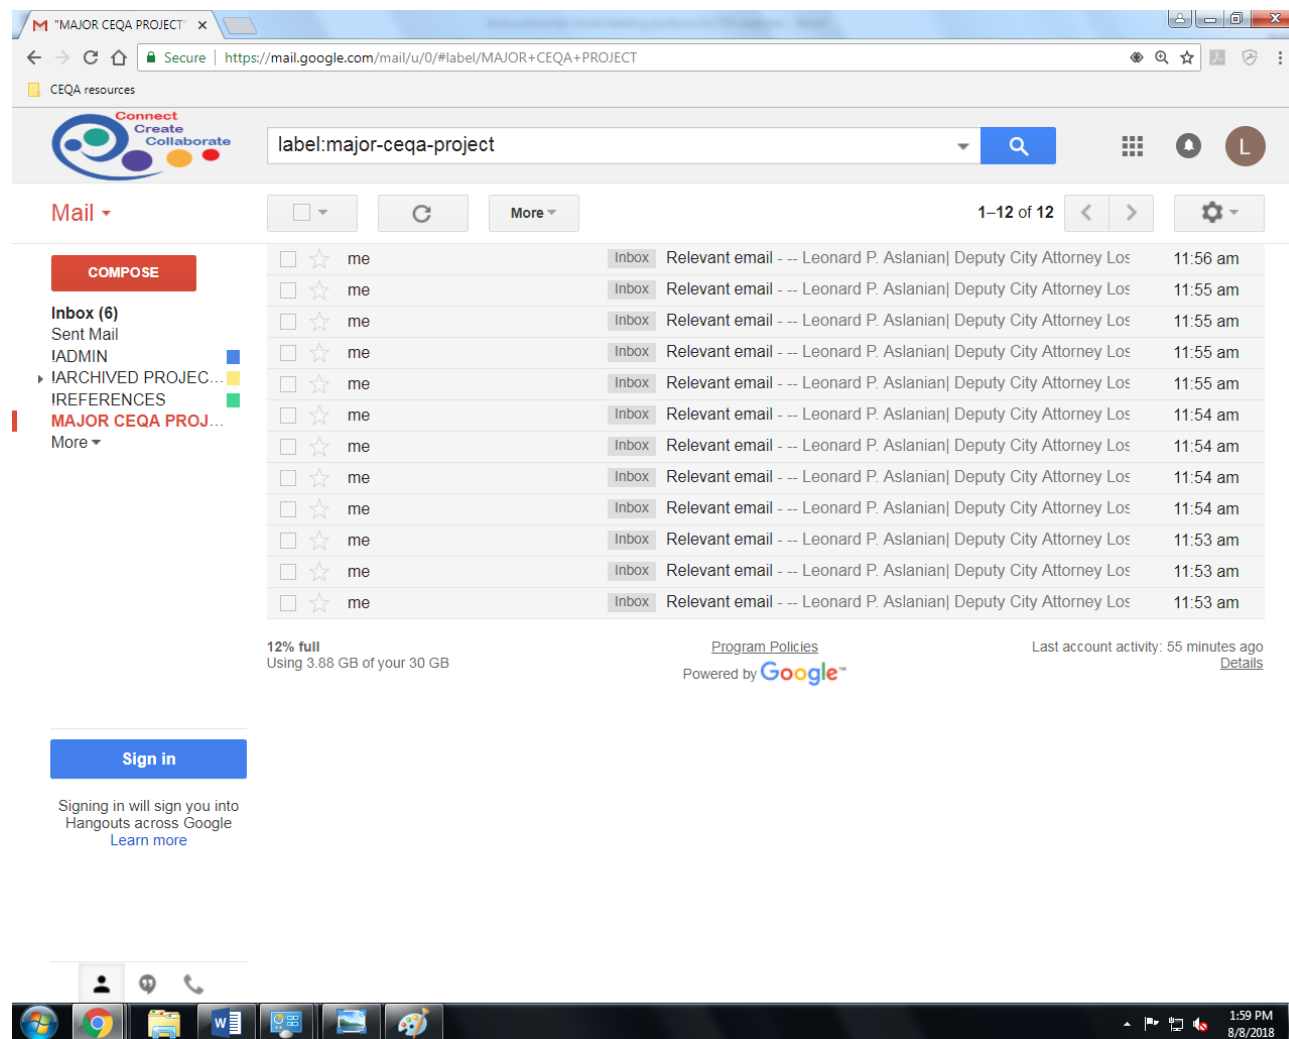 "MAJOR CEQA PROJECT"
Secure | https://mail.google.com/mail/u/0/#label/MAJOR+CEQA+PROJECT
CEQA resources
Connect
Create
Collaborate
label:major-ceqa-project
L
Mail
More
1–12 of 12
COMPOSE
Inbox (6)
Sent Mail
!ADMIN
!ARCHIVED PROJEC...
!REFERENCES
MAJOR CEQA PROJ...
More
me Inbox Relevant email - -- Leonard P. Aslanian| Deputy City Attorney Los 11:56 am
me Inbox Relevant email - -- Leonard P. Aslanian| Deputy City Attorney Los 11:55 am
me Inbox Relevant email - -- Leonard P. Aslanian| Deputy City Attorney Los 11:55 am
me Inbox Relevant email - -- Leonard P. Aslanian| Deputy City Attorney Los 11:55 am
me Inbox Relevant email - -- Leonard P. Aslanian| Deputy City Attorney Los 11:55 am
me Inbox Relevant email - -- Leonard P. Aslanian| Deputy City Attorney Los 11:54 am
me Inbox Relevant email - -- Leonard P. Aslanian| Deputy City Attorney Los 11:54 am
me Inbox Relevant email - -- Leonard P. Aslanian| Deputy City Attorney Los 11:54 am
me Inbox Relevant email - -- Leonard P. Aslanian| Deputy City Attorney Los 11:54 am
me Inbox Relevant email - -- Leonard P. Aslanian| Deputy City Attorney Los 11:53 am
me Inbox Relevant email - -- Leonard P. Aslanian| Deputy City Attorney Los 11:53 am
me Inbox Relevant email - -- Leonard P. Aslanian| Deputy City Attorney Los 11:53 am
12% full
Using 3.88 GB of your 30 GB
Program Policies
Powered by Google™
Last account activity: 55 minutes ago
Details
Sign in
Signing in will sign you into
Hangouts across Google
Learn more
1:59 PM
8/8/2018